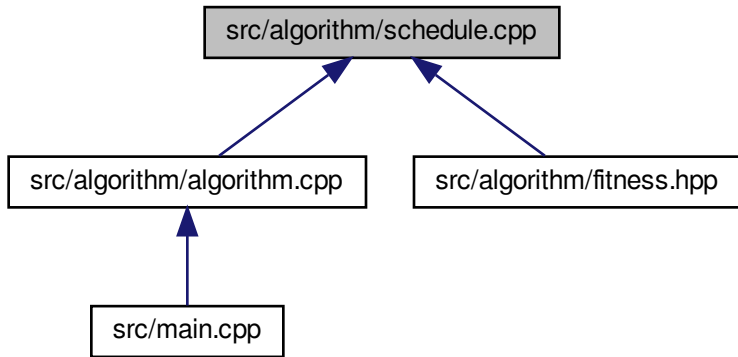 src/algorithm/schedule.cpp
src/algorithm/algorithm.cpp
src/algorithm/fitness.hpp
src/main.cpp